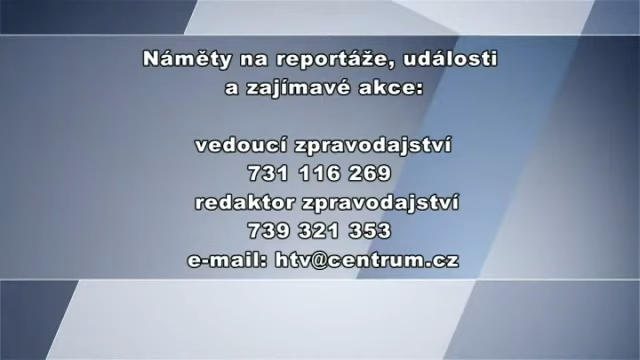 Náměty na reportáže, události
a zajímavé akce:
vedoucí zpravodajství
731 116 269
redaktor zpravodajství
739 321 353
e-mail: htv@centrum.cz